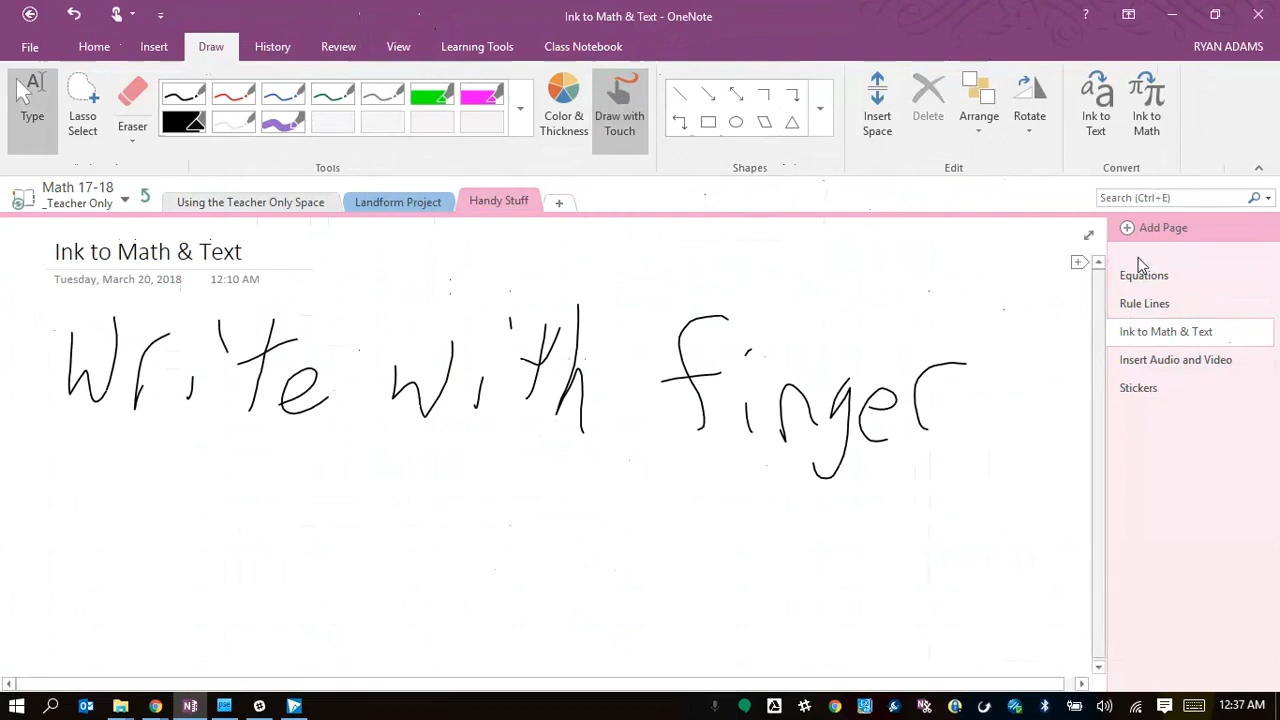 Ink to Math & Text - OneNote
? RYAN ADAMS
File Home Insert Draw History Review View Learning Tools Class Notebook
Type
Lasso Select
Eraser
Color & Thickness
Draw with Touch
Insert Space
Delete
Arrange
Rotate
Ink to Text
Ink to Math
Tools
Shapes
Edit
Convert
Math 17-18
_Teacher Only
Using the Teacher Only Space
Landform Project
Handy Stuff
Search (Ctrl+E)
Add Page
Equations
Rule Lines
Ink to Math & Text
Insert Audio and Video
Stickers
Ink to Math & Text
Tuesday, March 20, 2018 12:10 AM
Write with finger
12:37 AM